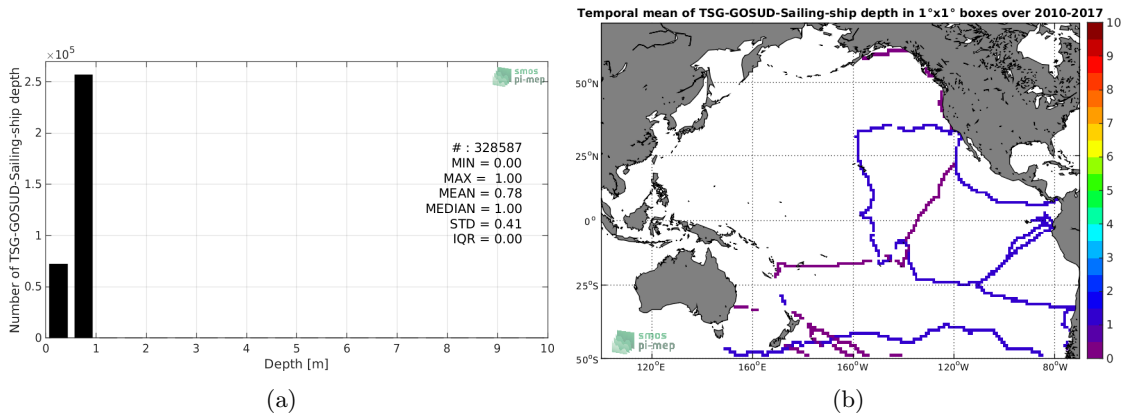 ×10⁵
2.5
2
1.5
1
0.5
0
Number of TSG-GOSUD-Sailing-ship depth
smos
pi-mep
# : 328587
MIN = 0.00
MAX = 1.00
MEAN = 0.78
MEDIAN = 1.00
STD = 0.41
IQR = 0.00
0 1 2 3 4 5 6 7 8 9 10
Depth [m]
(a)
Temporal mean of TSG-GOSUD-Sailing-ship depth in 1°x1° boxes over 2010-2017
50°N
25°N
0°
25°S
50°S
smos
pi-mep
120°E 160°E 160°W 120°W 80°W
10
9
8
7
6
5
4
3
2
1
0
(b)